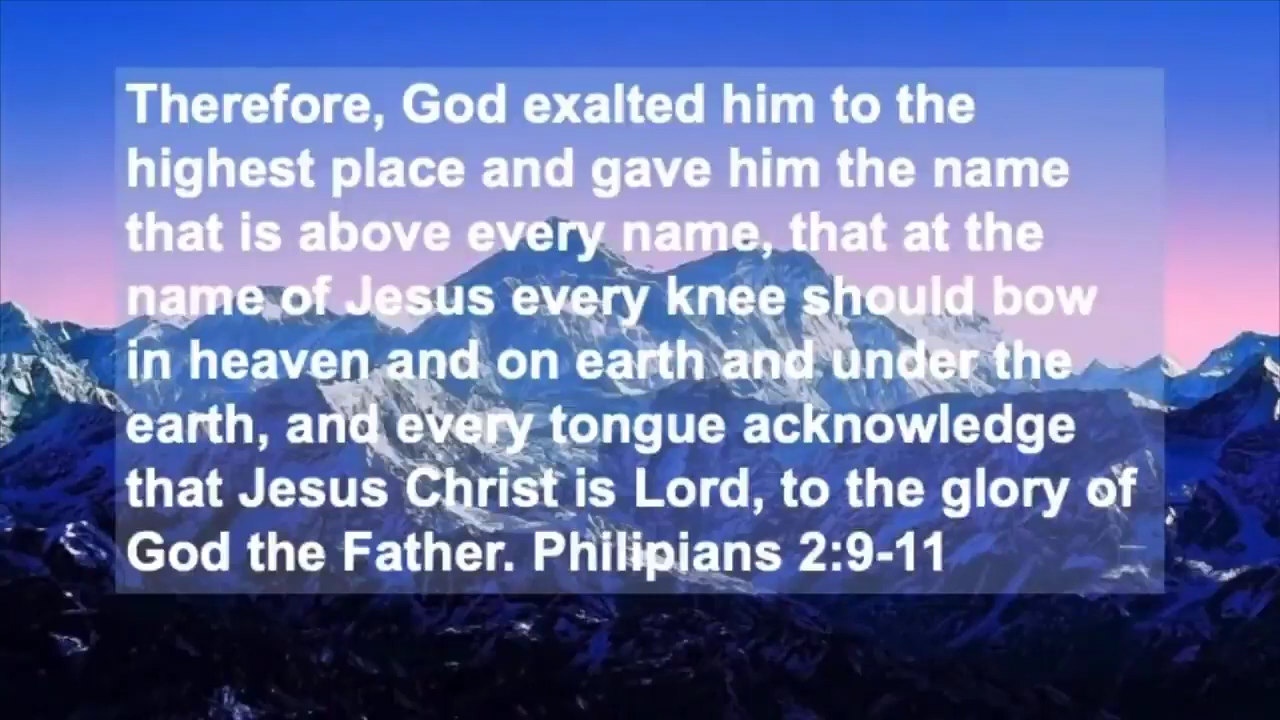 Therefore, God exalted him to the
highest place and gave him the name
that is above every name, that at the
name of Jesus every knee should bow
in heaven and on earth and under the
earth, and every tongue acknowledge
that Jesus Christ is Lord, to the glory of
God the Father. Philipians 2:9-11